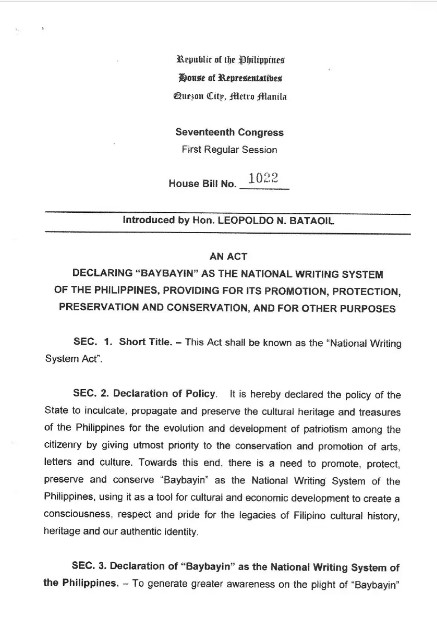 Republic of the Philippines
House of Representatives
Quezon City, Metro Manila
Seventeenth Congress
First Regular Session
House Bill No. 1022
Introduced by Hon. LEOPOLDO N. BATAOIL
AN ACT
DECLARING “BAYBAYIN” AS THE NATIONAL WRITING SYSTEM
OF THE PHILIPPINES, PROVIDING FOR ITS PROMOTION, PROTECTION,
PRESERVATION AND CONSERVATION, AND FOR OTHER PURPOSES
SEC. 1. Short Title. – This Act shall be known as the “National Writing
System Act”.
SEC. 2. Declaration of Policy. It is hereby declared the policy of the
State to inculcate, propagate and preserve the cultural heritage and treasures
of the Philippines for the evolution and development of patriotism among the
citizenry by giving utmost priority to the conservation and promotion of arts,
letters and culture. Towards this end, there is a need to promote, protect,
preserve and conserve “Baybayin” as the National Writing System of the
Philippines, using it as a tool for cultural and economic development to create a
consciousness, respect and pride for the legacies of Filipino cultural history,
heritage and our authentic identity.
SEC. 3. Declaration of “Baybayin” as the National Writing System of
the Philippines. – To generate greater awareness on the plight of “Baybayin”